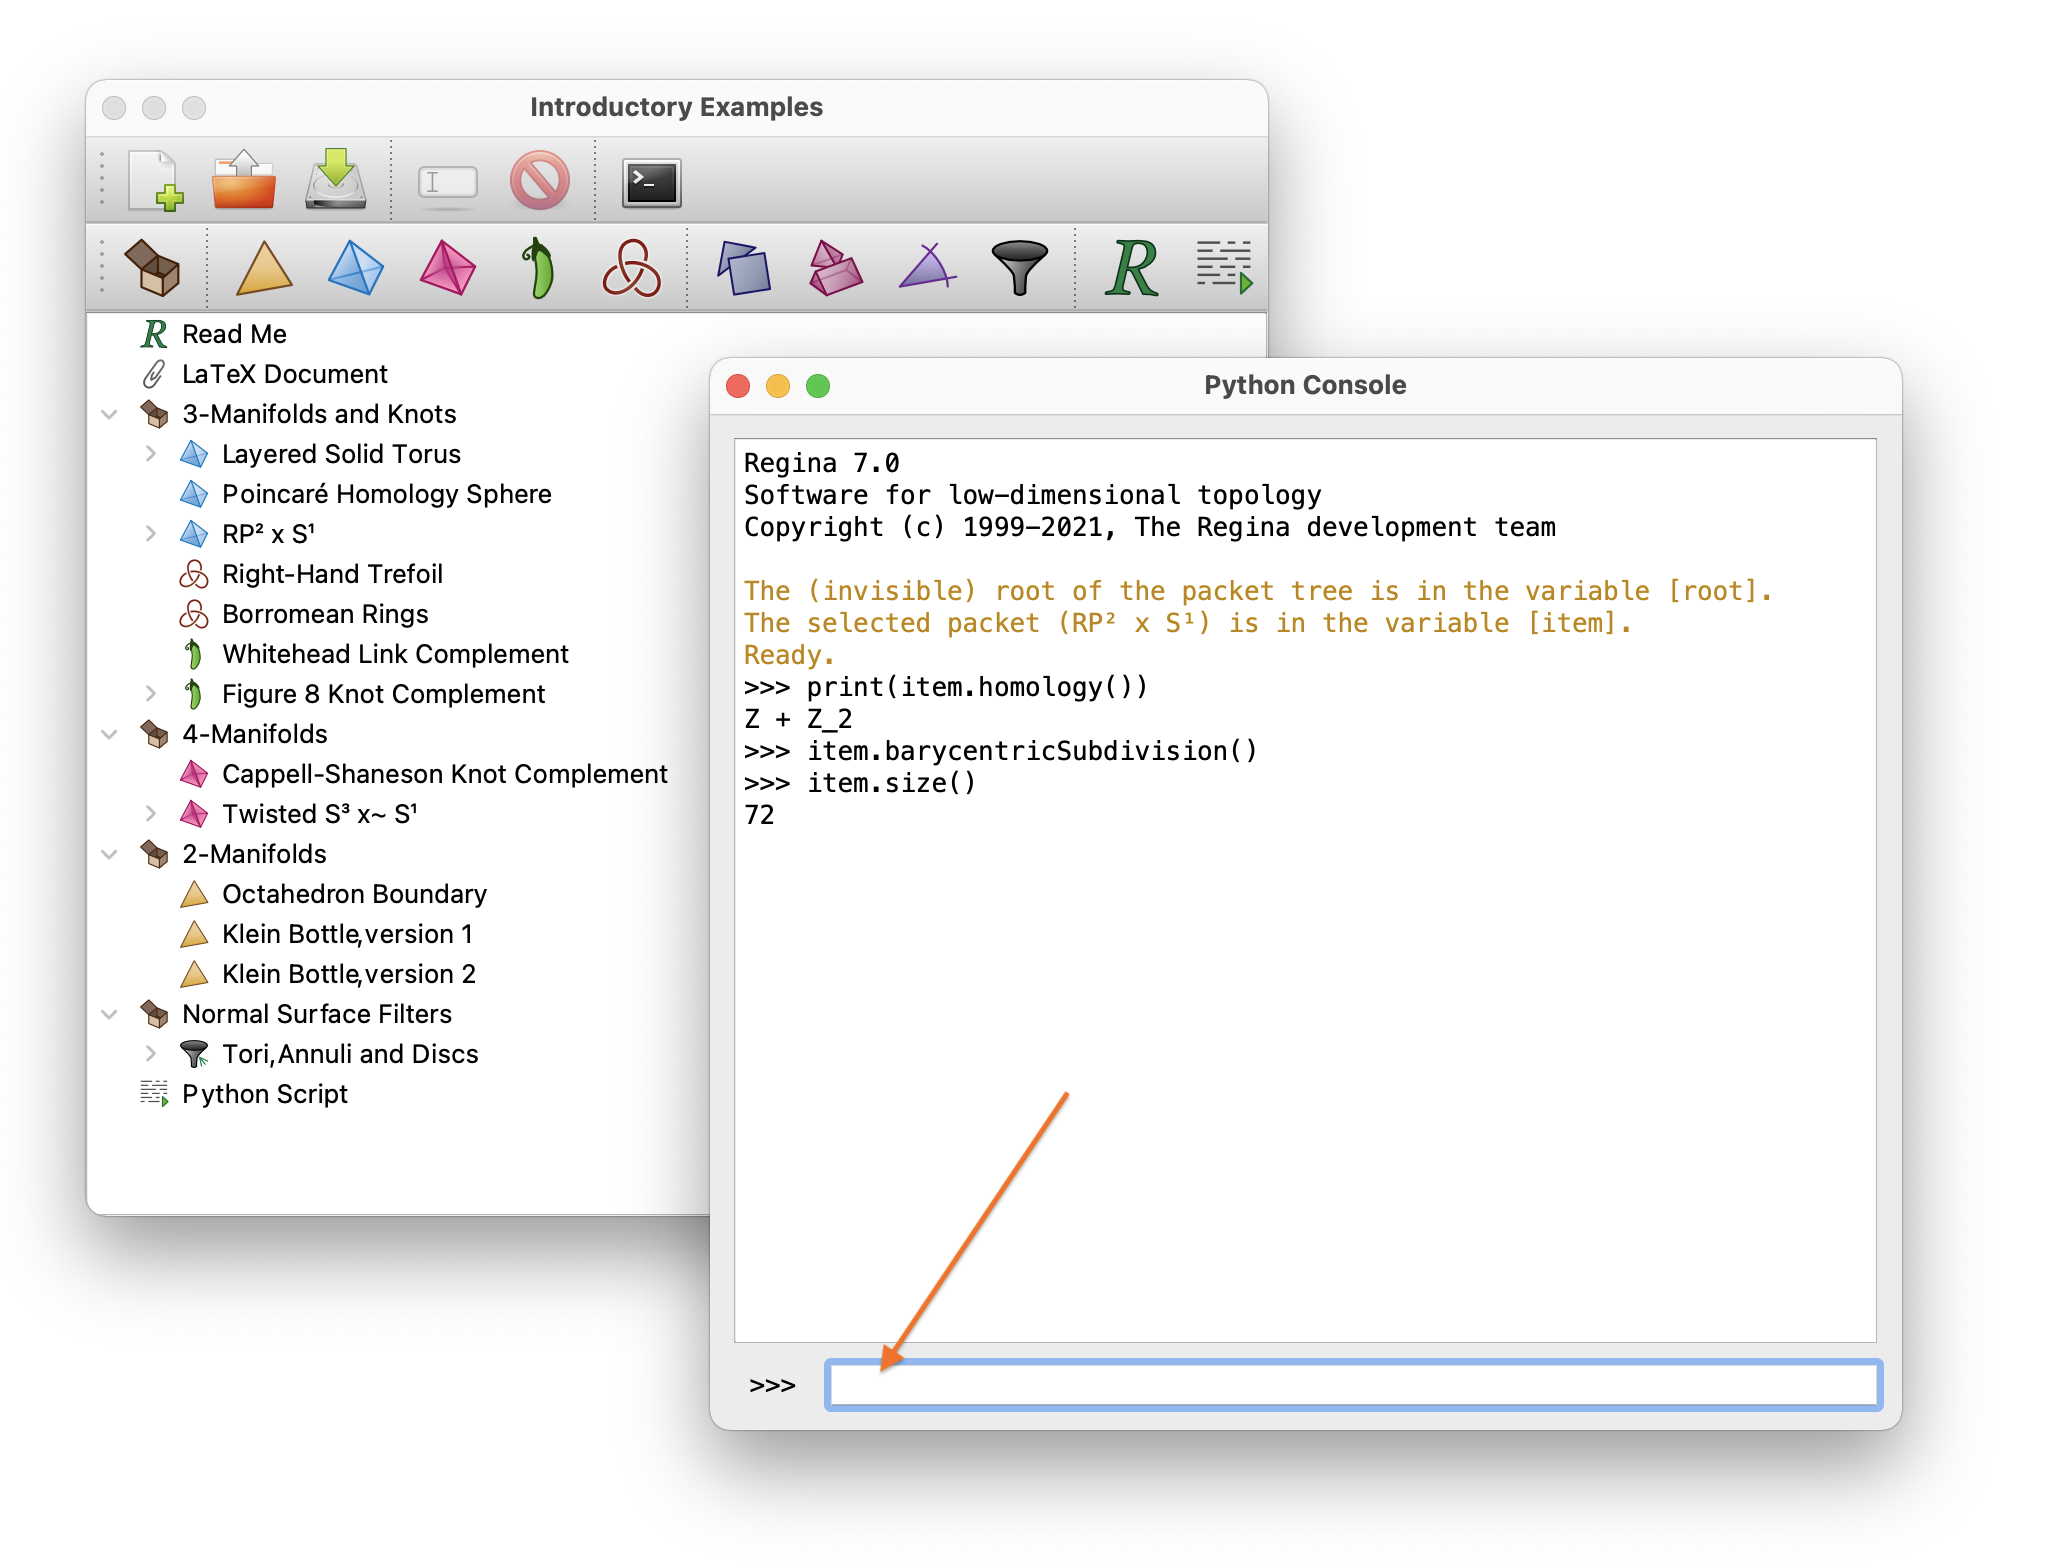 Introductory Examples
Read Me
LaTeX Document
3-Manifolds and Knots
Layered Solid Torus
Poincaré Homology Sphere
RP² x S¹
Right-Hand Trefoil
Borromean Rings
Whitehead Link Complement
Figure 8 Knot Complement
4-Manifolds
Cappell-Shaneson Knot Complement
Twisted S³ x~ S¹
2-Manifolds
Octahedron Boundary
Klein Bottle, version 1
Klein Bottle, version 2
Normal Surface Filters
Tori, Annuli and Discs
Python Script
Python Console
Regina 7.0
Software for low-dimensional topology
Copyright (c) 1999-2021, The Regina development team
The (invisible) root of the packet tree is in the variable [root].
The selected packet (RP² x S¹) is in the variable [item].
Ready.
>>> print(item.homology())
Z + Z_2
>>> item.barycentricSubdivision()
>>> item.size()
72
>>>